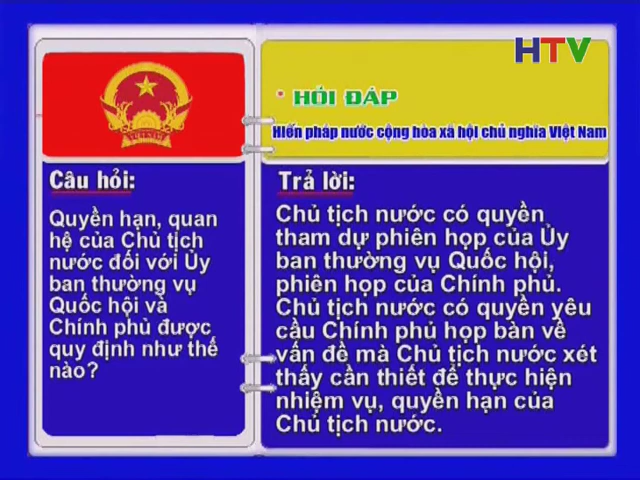 HTV
* HỎI ĐÁP
Hiến pháp nước cộng hòa xã hội chủ nghĩa Việt Nam
Câu hỏi:
Quyền hạn, quan
hệ của Chủ tịch
nước đối với Ủy
ban thường vụ
Quốc hội và
Chính phủ được
quy định như thế
nào?
Trả lời:
Chủ tịch nước có quyền
tham dự phiên họp của Ủy
ban thường vụ Quốc hội,
phiên họp của Chính phủ.
Chủ tịch nước có quyền yêu
cầu Chính phủ họp bàn về
vấn đề mà Chủ tịch nước xét
thấy cần thiết để thực hiện
nhiệm vụ, quyền hạn của
Chủ tịch nước.